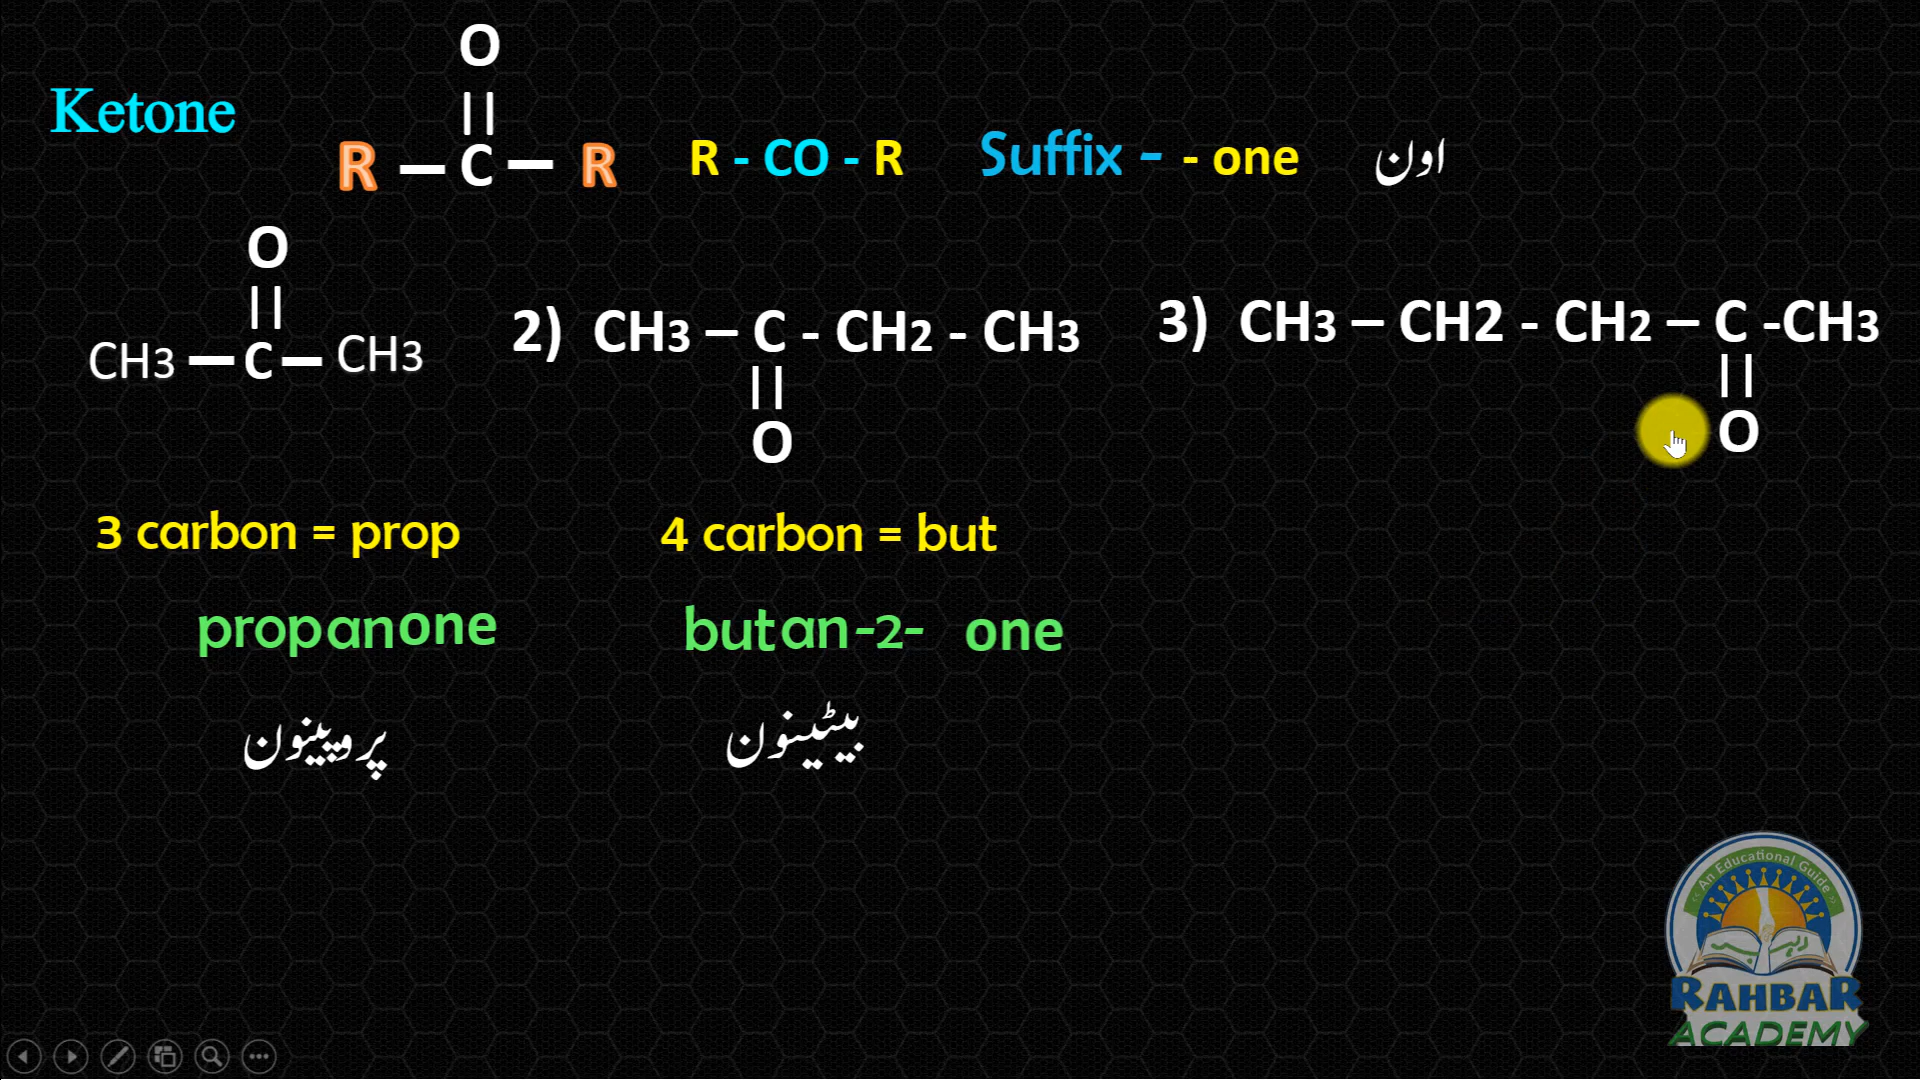 O
||
Ketone
R – C – R
R - CO - R
Suffix - - one
اون
O
||
CH3 – C – CH3
2) CH3 – C - CH2 - CH3
||
O
3) CH3 – CH2 - CH2 – C -CH3
||
O
3 carbon = prop
4 carbon = but
propanone
butan-2- one
پروپینون
بیٹینون
An Educational Guide
رہبر
RAHBAR
ACADEMY